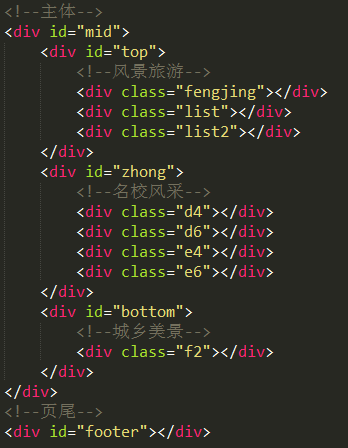 <!--主体-->
<div id="mid">
    <div id="top">
        <!--风景旅游-->
        <div class="fengjing"></div>
        <div class="list"></div>
        <div class="list2"></div>
    </div>
    <div id="zhong">
        <!--名校风采-->
        <div class="d4"></div>
        <div class="d6"></div>
        <div class="e4"></div>
        <div class="e6"></div>
    </div>
    <div id="bottom">
        <!--城乡美景-->
        <div class="f2"></div>
    </div>
</div>
<!--页尾-->
<div id="footer"></div>